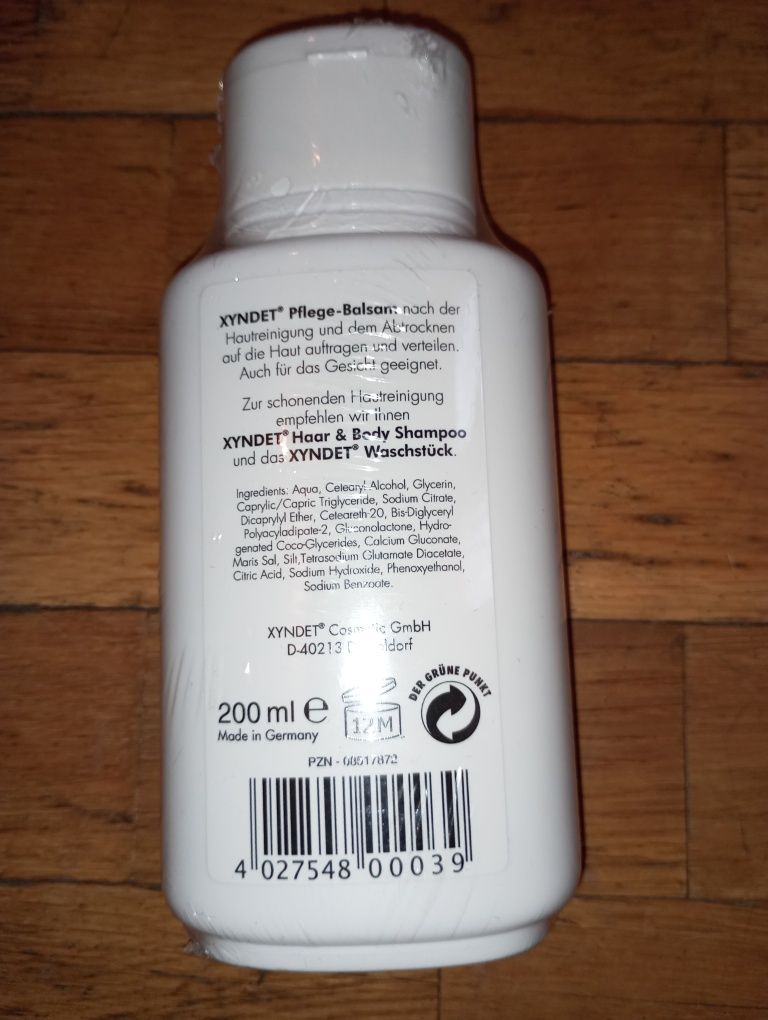 XYNDET® Pflege-Balsam nach der
Hautreinigung und dem Abtrocknen
auf die Haut auftragen und verteilen.
Auch für das Gesicht geeignet.
Zur schonenden Hautreinigung
empfehlen wir Ihnen
XYNDET® Haar & Body Shampoo
und das XYNDET® Waschstück.
Ingredients: Aqua, Cetearyl Alcohol, Glycerin,
Caprylic/Capric Triglyceride, Sodium Citrate,
Dicaprylyl Ether, Ceteareth-20, Bis-Diglyceryl
Polyacyladipate-2, Gluconolactone, Hydro-
genated Coco-Glycerides, Calcium Gluconate,
Maris Sal, Silt, Tetrasodium Glutamate Diacetate,
Citric Acid, Sodium Hydroxide, Phenoxyethanol,
Sodium Benzoate.
XYNDET® Cosmetic GmbH
D-40213 Düsseldorf
DER GRÜNE PUNKT
200 ml e
12 M
Made in Germany
PZN -
4 027548 00039